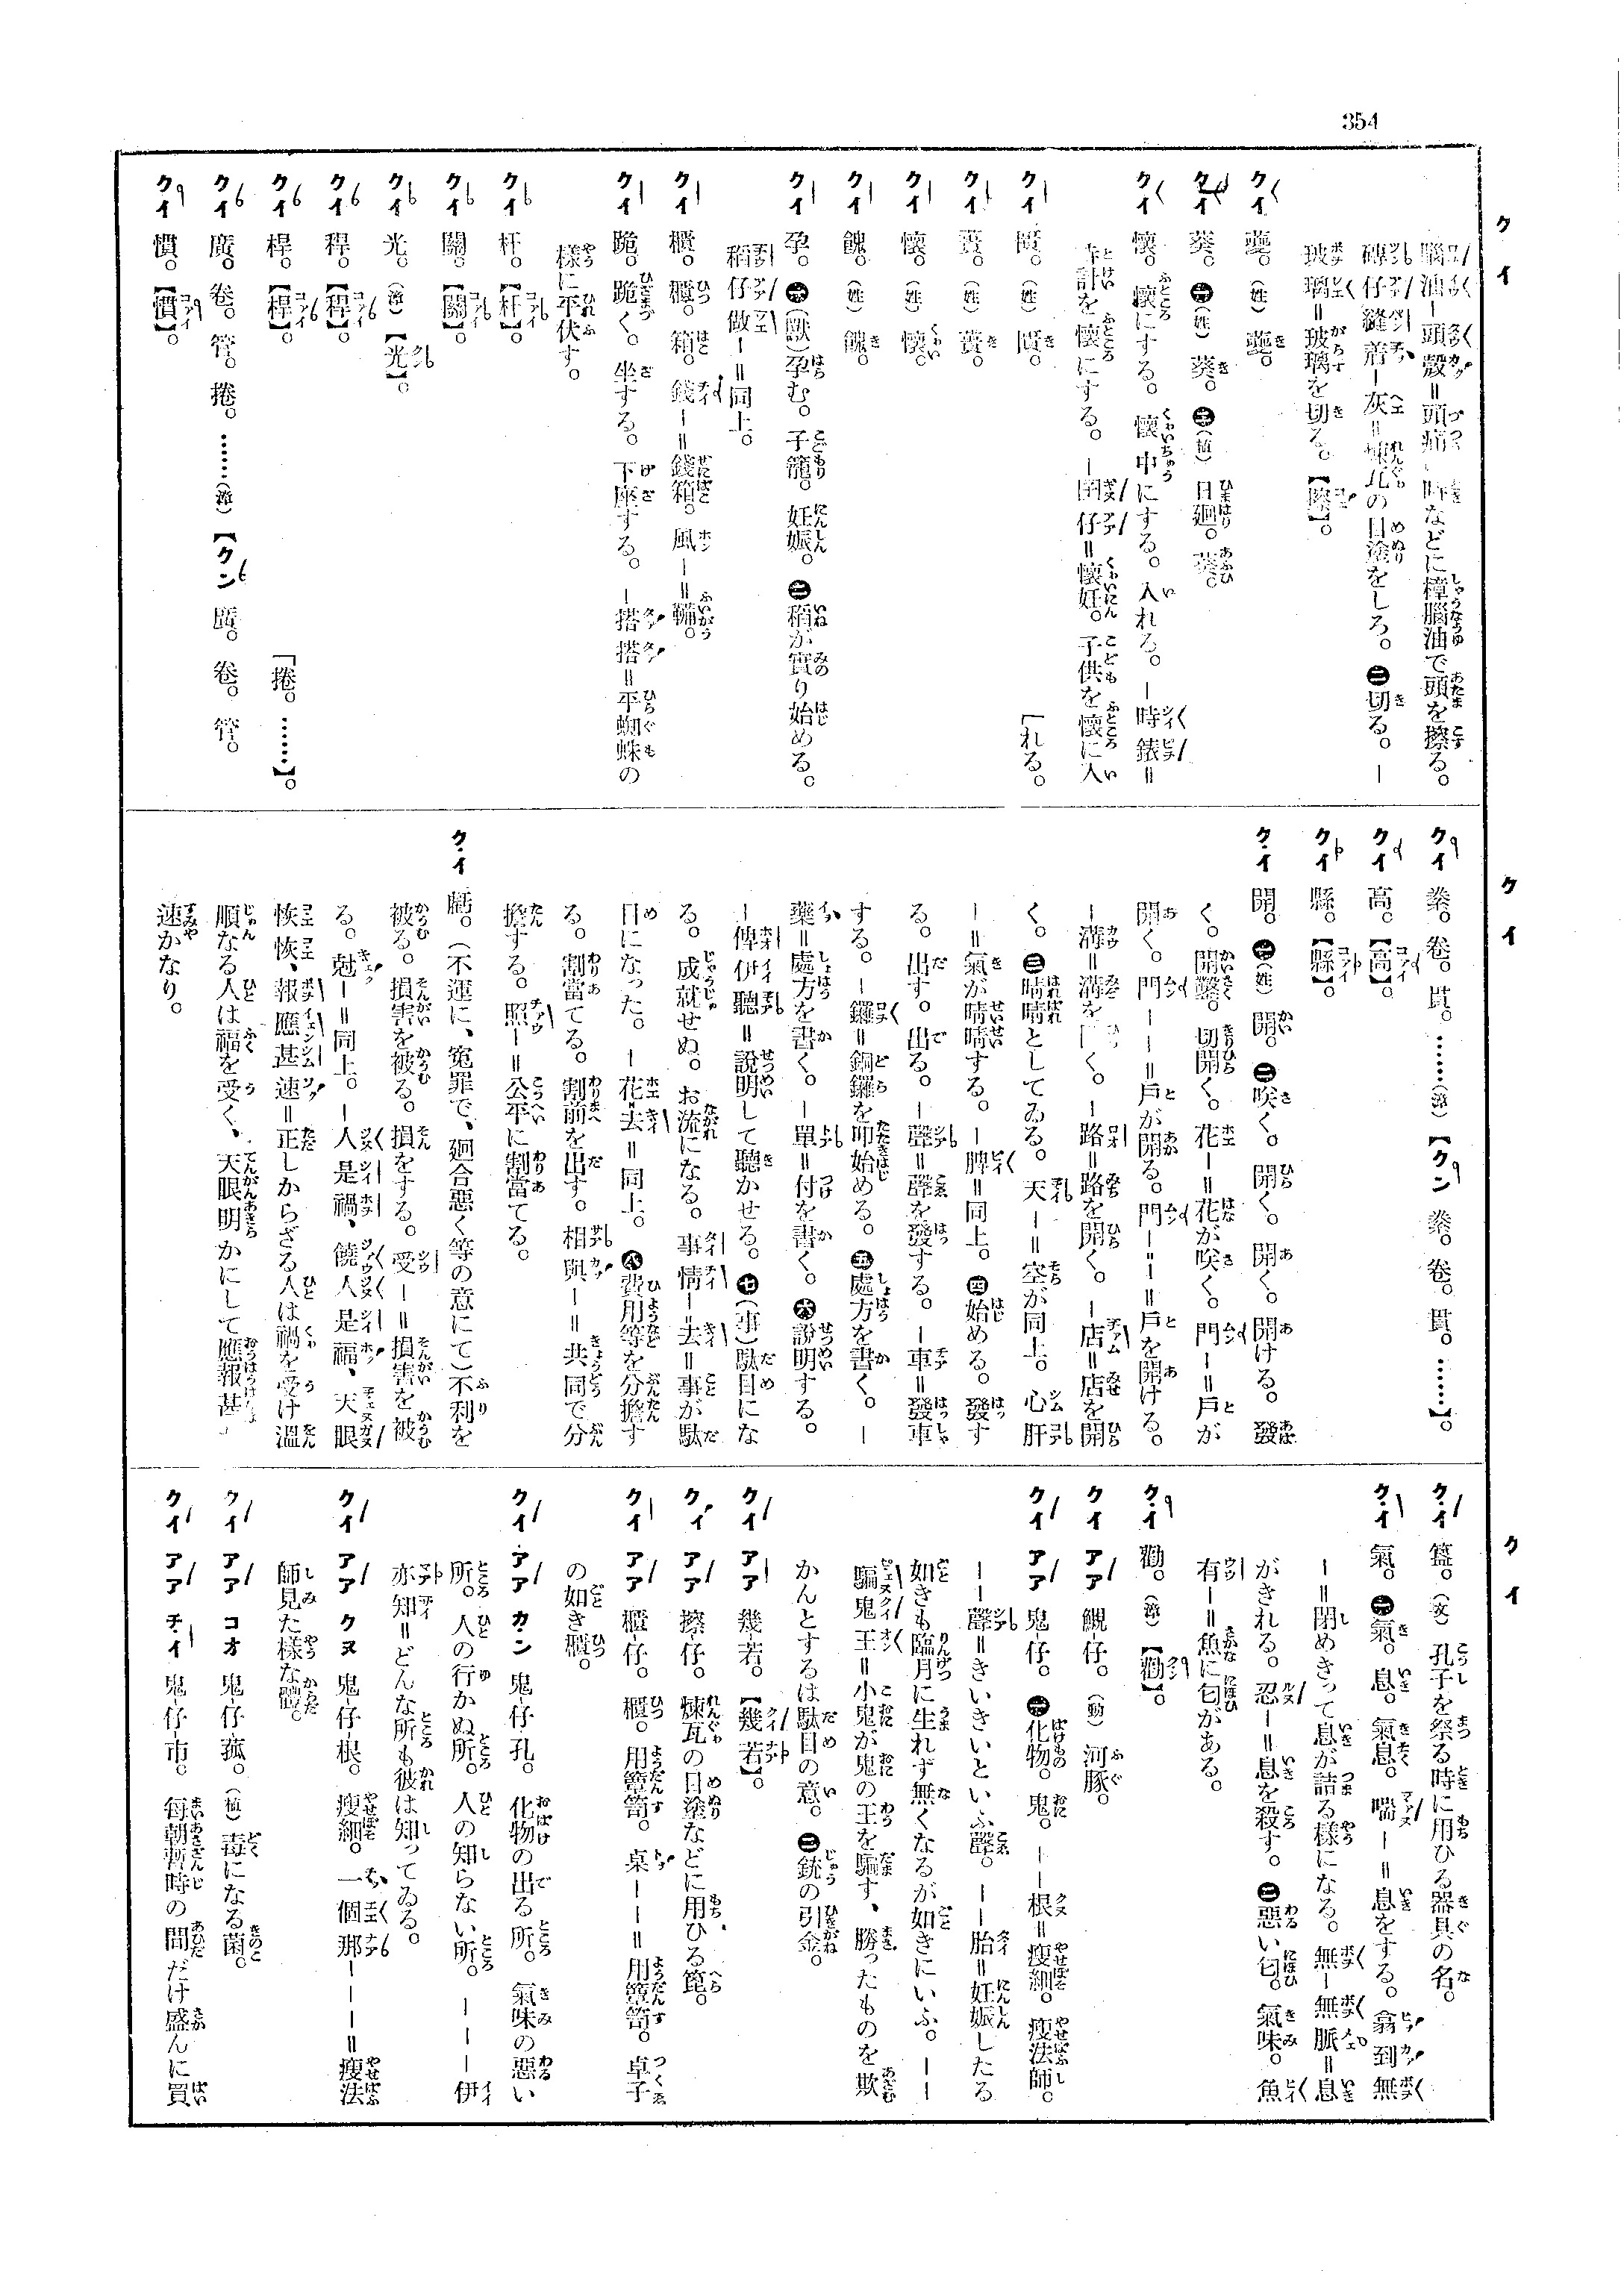 354
クイ
腦油－頭殼＝頭痛時などに樟腦油で頭を擦る。
磚仔縫着－灰＝煉瓦の目塗をしろ。㊁切る。－
玻璃＝玻璃を切る。【擦】。
クイ 夔。(姓)夔。
クイ 葵。㊀(姓)葵。㊁(植)日廻。葵。
クイ 懷。懷にする。懷中にする。入れる。－時錶＝
時計を懷にする。－囝仔＝懷妊。子供を懷に入
「れる。
クイ 匱。(姓)匱。
クイ 蕢。(姓)蕢。
クイ 懷。(姓)懷。
クイ 餽。(姓)餽。
クイ 孕。㊀(獸)孕む。子籠。妊娠。㊁稻が實り始める。
稻仔做－＝同上。
クイ 櫃。櫃。箱。錢－＝錢箱。風－＝鞴。
クイ 跪。跪く。坐する。下座する。－搭搭＝平蜘蛛の
樣に平伏す。
クイ 杆。【杆】。
クイ 關。【關】。
クイ 光。(漳)【光】。
クイ 稈。【稈】。
クイ 桿。【桿】。
「捲。……】。
クイ 廣。卷。管。捲。……(漳)【クン 廣。卷。管。
クイ 慣。【慣】。
クイ
クイ 劵。卷。貫。……(漳)【クン 劵。卷。貫。……】。
クイ 高。【高】。
クイ 縣。【縣】。
クイ 開。㊀(姓)開。㊁咲く。開く。開く。開ける。發
く。開鑿。切開く。花－＝花が咲く。門－＝戸が
開く。門－－＝戸が開る。門－＝－＝戸を開ける。
－溝＝溝を く。－路＝路を開く。－店＝店を開
く。㊂晴晴としてゐる。天－＝空が同上。心肝
－＝氣が晴晴する。－脾＝同上。㊃始める。發す
る。出す。出る。－聲＝聲を發する。－車＝發車
する。－鑼＝銅鑼を叩始める。㊄處方を書く。－
藥＝處方を書く。－單＝付を書く。㊅說明する。
－俾伊聽＝說明して聽かせる。㊆(事)駄目にな
る。成就せぬ。お流になる。事情－＝去＝事が駄
目になった。－花＝去＝同上。㊇費用等を分擔す
る。割當てる。割前を出す。相與－＝共同で分
擔する。照－＝公平に割當てる。
クイ 虧。(不運に、寃罪で、廻合惡く等の意にて)不利を
被る。損害を被る。損をする。受－＝損害を被
る。尅－＝同上。－人是禍、饒人是福、天眼
恢恢、報應甚速＝正しからざる人は禍を受け溫
順なる人は福を受く、天眼明かにして應報甚
速かなり。
クイ
クイ 簋。(文)孔子を祭る時に用ひる器具の名。
クイ 氣。㊀氣。息。氣息。喘－＝息をする。翕到無
－＝閉めきって息が詰る樣になる。無－無脈＝息
がきれる。忍－＝息を殺す。㊁惡い匂。氣味。魚
有－＝魚に匂がある。
クイ 勸。(漳)【勸】。
クイ アア 鯢－仔。(動)河豚。
クイ アア 鬼－仔。㊀化物。鬼。－－根＝瘦細。瘦法師。
－－聲＝きいきいといふ聲。－－胎＝妊娠したる
如きも臨月に生れず無くなるが如きにいふ。－－
騙鬼王＝小鬼が鬼の王を騙す、勝ったものを欺
かんとするは駄目の意。㊁銃の引金。
クイ アア 幾－若。【幾若】。
クイ アア 擦－仔。煉瓦の目塗などに用ひる箆。
クイ アア 櫃－仔。櫃。用簞笥。桌－－＝用簞笥。卓子
の如き櫃。
クイ アア カン 鬼－仔－孔。化物の出る所。氣味の惡い
所。人の行かぬ所。人の知らない所。－－－伊
亦知＝どんな所も彼は知ってゐる。
クイ アア クヌ 鬼－仔－根。瘦細。一個那－－－＝瘦法
師見た樣な體。
クイ アア コオ 鬼－仔－菰。(植)毒になる菌。
クイ アア チイ 鬼－仔－市。每朝暫時の間だけ盛んに買